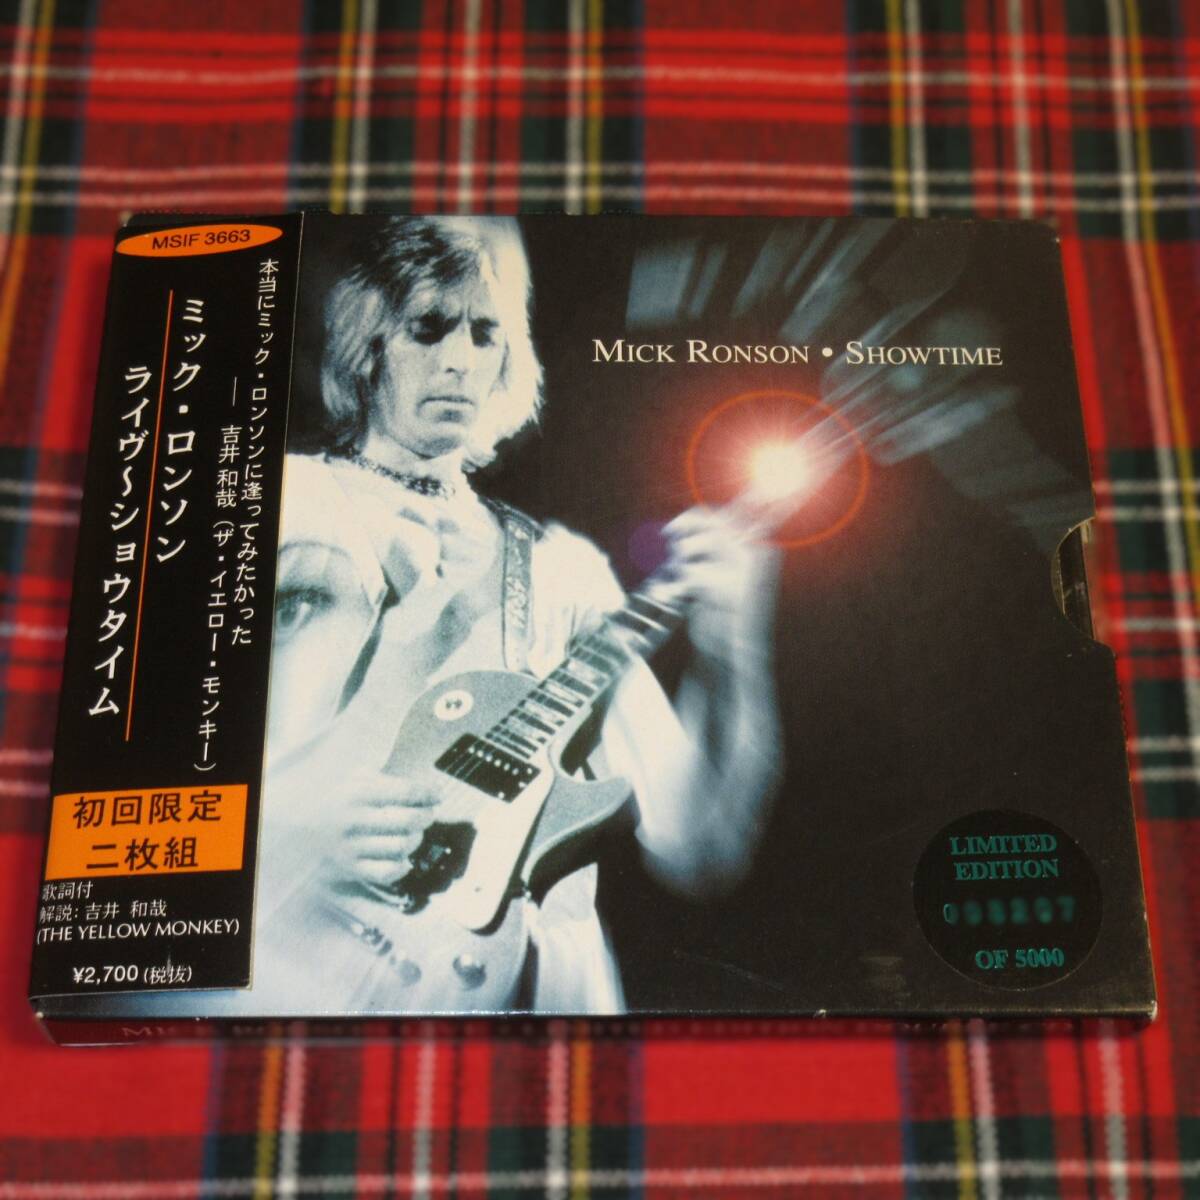 MSIF 3663
本当にミック・ロンソンに逢ってみたかった
── 吉井 和哉 (ザ・イエロー・モンキー)
ミック・ロンソン
ライヴ〜ショウタイム
初回限定
二枚組
歌詞付
解説: 吉井 和哉
(THE YELLOW MONKEY)
¥2,700 (税抜)
MICK RONSON • SHOWTIME
LIMITED
EDITION
OF 5000